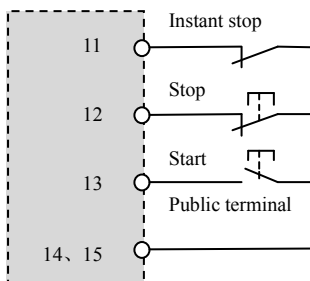 Instant stop
11
Stop
12
Start
13
Public terminal
14、15